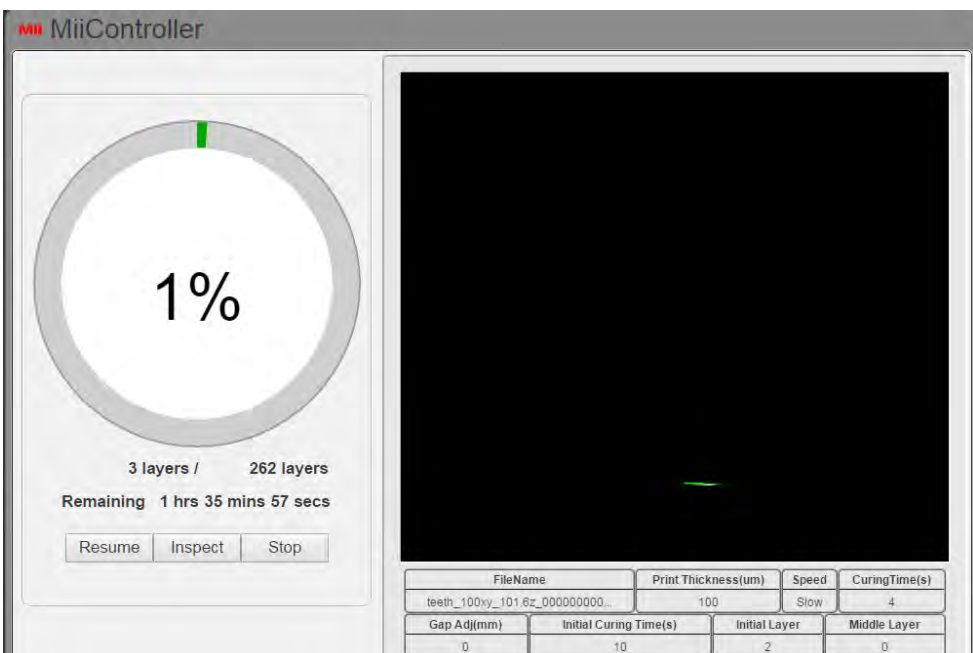 Mii MiiController
1%
3 layers / 262 layers
Remaining 1 hrs 35 mins 57 secs
Resume Inspect Stop
FileName Print Thickness(um) Speed CuringTime(s)
teeth_100xy_101.6z_000000000... 100 Slow 4
Gap Adj(mm) Initial Curing Time(s) Initial Layer Middle Layer
0 10 2 0